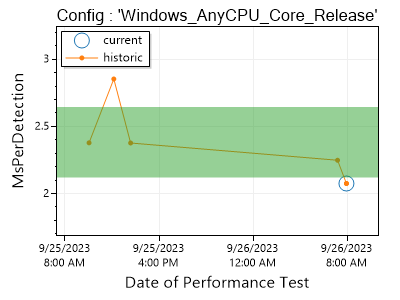 Config : 'Windows_AnyCPU_Core_Release'
current
historic
MsPerDetection
3
2.5
2
9/25/2023 9/25/2023 9/26/2023 9/26/2023
8:00 AM 4:00 PM 12:00 AM 8:00 AM
Date of Performance Test